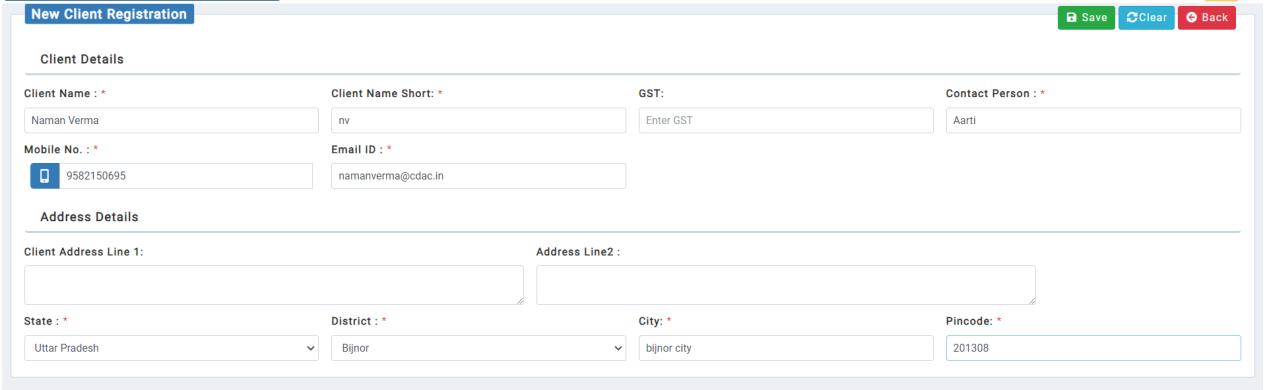 New Client Registration
Save Clear Back
Client Details
Client Name : * Client Name Short: * GST: Contact Person : *
Naman Verma nv Enter GST Aarti
Mobile No. : * Email ID : *
9582150695 namanverma@cdac.in
Address Details
Client Address Line 1: Address Line2 :
State : * District : * City: * Pincode: *
Uttar Pradesh Bijnor bijnor city 201308